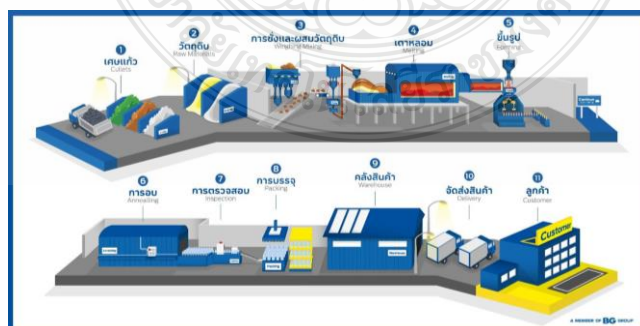 1
เศษแก้ว
Cullets
2
วัตถุดิบ
Raw Materials
3
การชั่งและผสมวัตถุดิบ
4
เตาหลอม
Melting
5
ขึ้นรูป
Forming
6
การอบ
Annealing
7
การตรวจสอบ
Inspection
8
การบรรจุ
Packing
9
คลังสินค้า
Warehouse
10
จัดส่งสินค้า
Delivery
11
ลูกค้า
Customer
Customer
A MEMBER OF BG GROUP